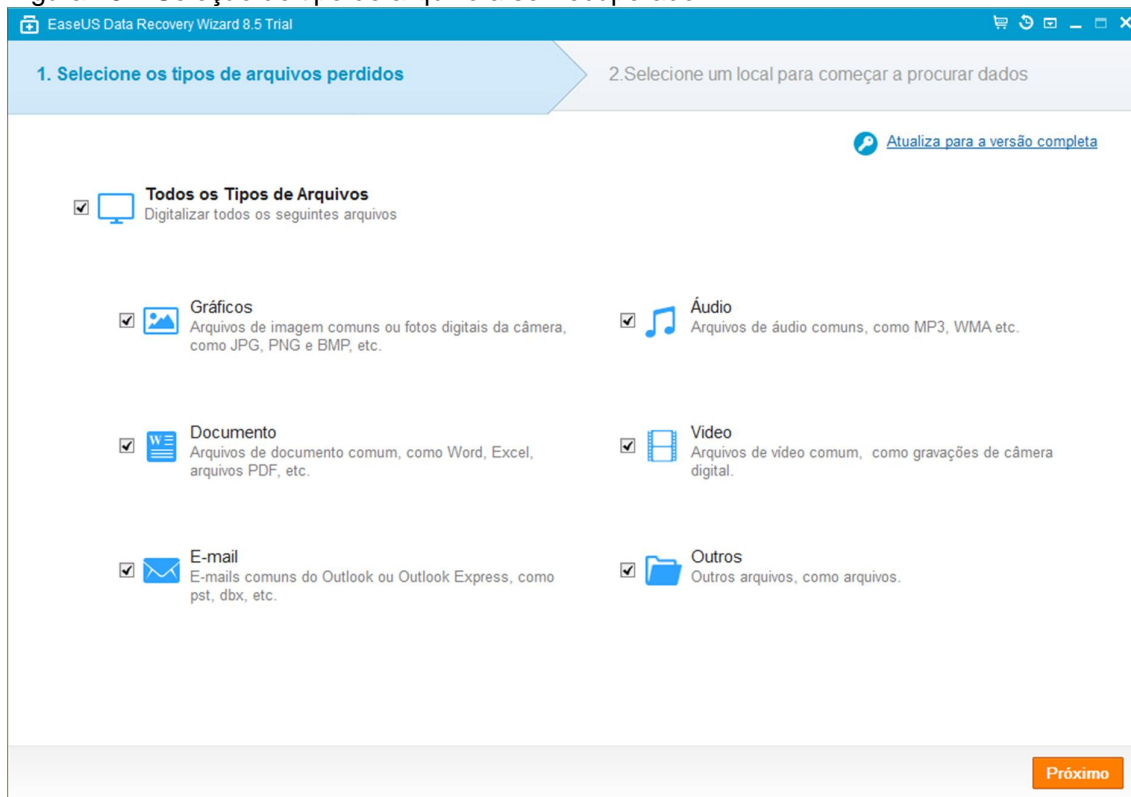 EaseUS Data Recovery Wizard 8.5 Trial
1. Selecione os tipos de arquivos perdidos
2.Selecione um local para começar a procurar dados
Atualiza para a versão completa
Todos os Tipos de Arquivos
Digitalizar todos os seguintes arquivos
Gráficos
Arquivos de imagem comuns ou fotos digitais da câmera,
como JPG, PNG e BMP, etc.
Áudio
Arquivos de áudio comuns, como MP3, WMA etc.
Documento
Arquivos de documento comum, como Word, Excel,
arquivos PDF, etc.
Video
Arquivos de vídeo comum, como gravações de câmera
digital.
E-mail
E-mails comuns do Outlook ou Outlook Express, como
pst, dbx, etc.
Outros
Outros arquivos, como arquivos.
Próximo